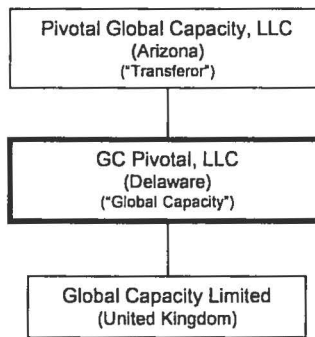 Pivotal Global Capacity, LLC
(Arizona)
("Transferor")
GC Pivotal, LLC
(Delaware)
("Global Capacity")
Global Capacity Limited
(United Kingdom)